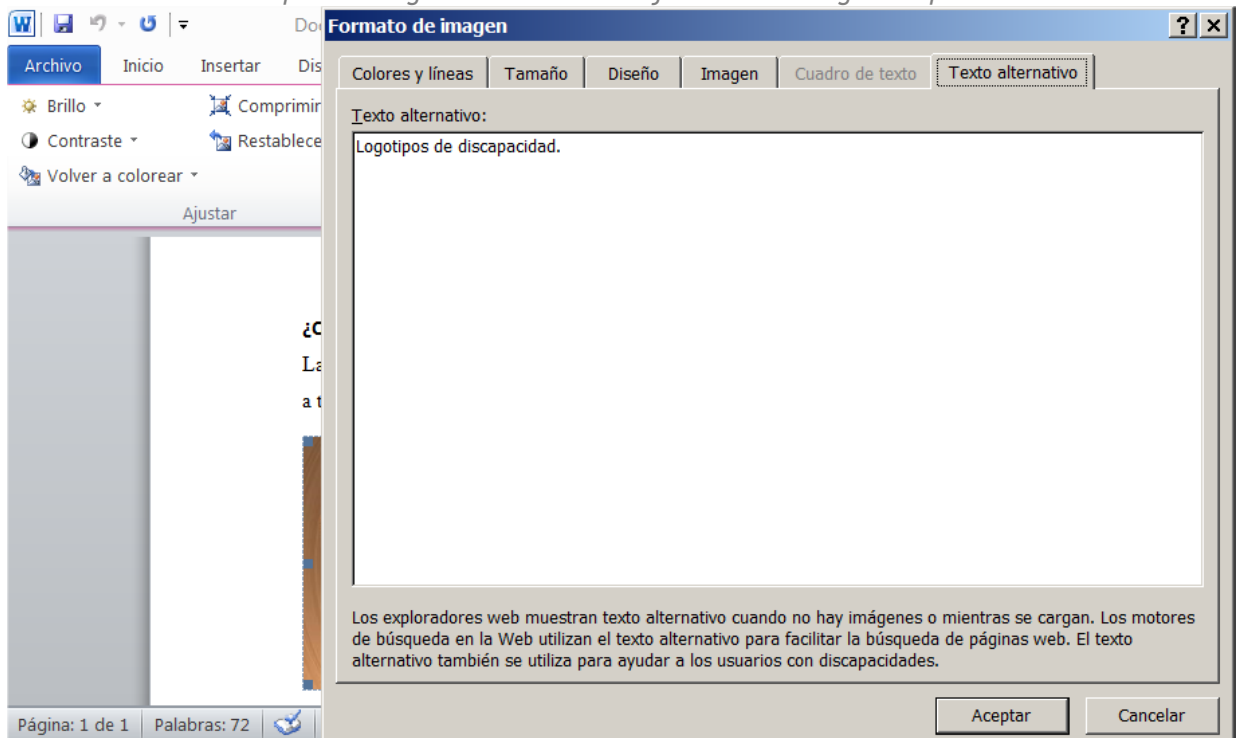 Formato de imagen
Archivo Inicio Insertar
Colores y líneas Tamaño Diseño Imagen Cuadro de texto Texto alternativo
Brillo
Contraste
Volver a colorear
Ajustar
Texto alternativo:
Logotipos de discapacidad.
Los exploradores web muestran texto alternativo cuando no hay imágenes o mientras se cargan. Los motores
de búsqueda en la Web utilizan el texto alternativo para facilitar la búsqueda de páginas web. El texto
alternativo también se utiliza para ayudar a los usuarios con discapacidades.
Aceptar Cancelar
Página: 1 de 1 Palabras: 72